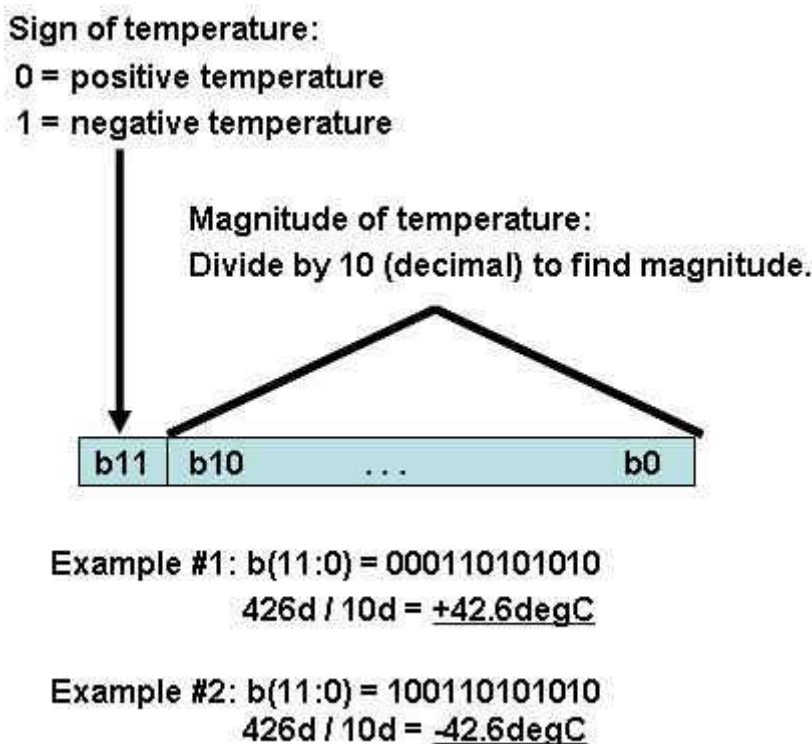 Sign of temperature:
0 = positive temperature
1 = negative temperature
Magnitude of temperature:
Divide by 10 (decimal) to find magnitude.
b11 b10 ... b0
Example #1: b(11:0) = 000110101010
426d / 10d = +42.6degC
Example #2: b(11:0) = 100110101010
426d / 10d = -42.6degC